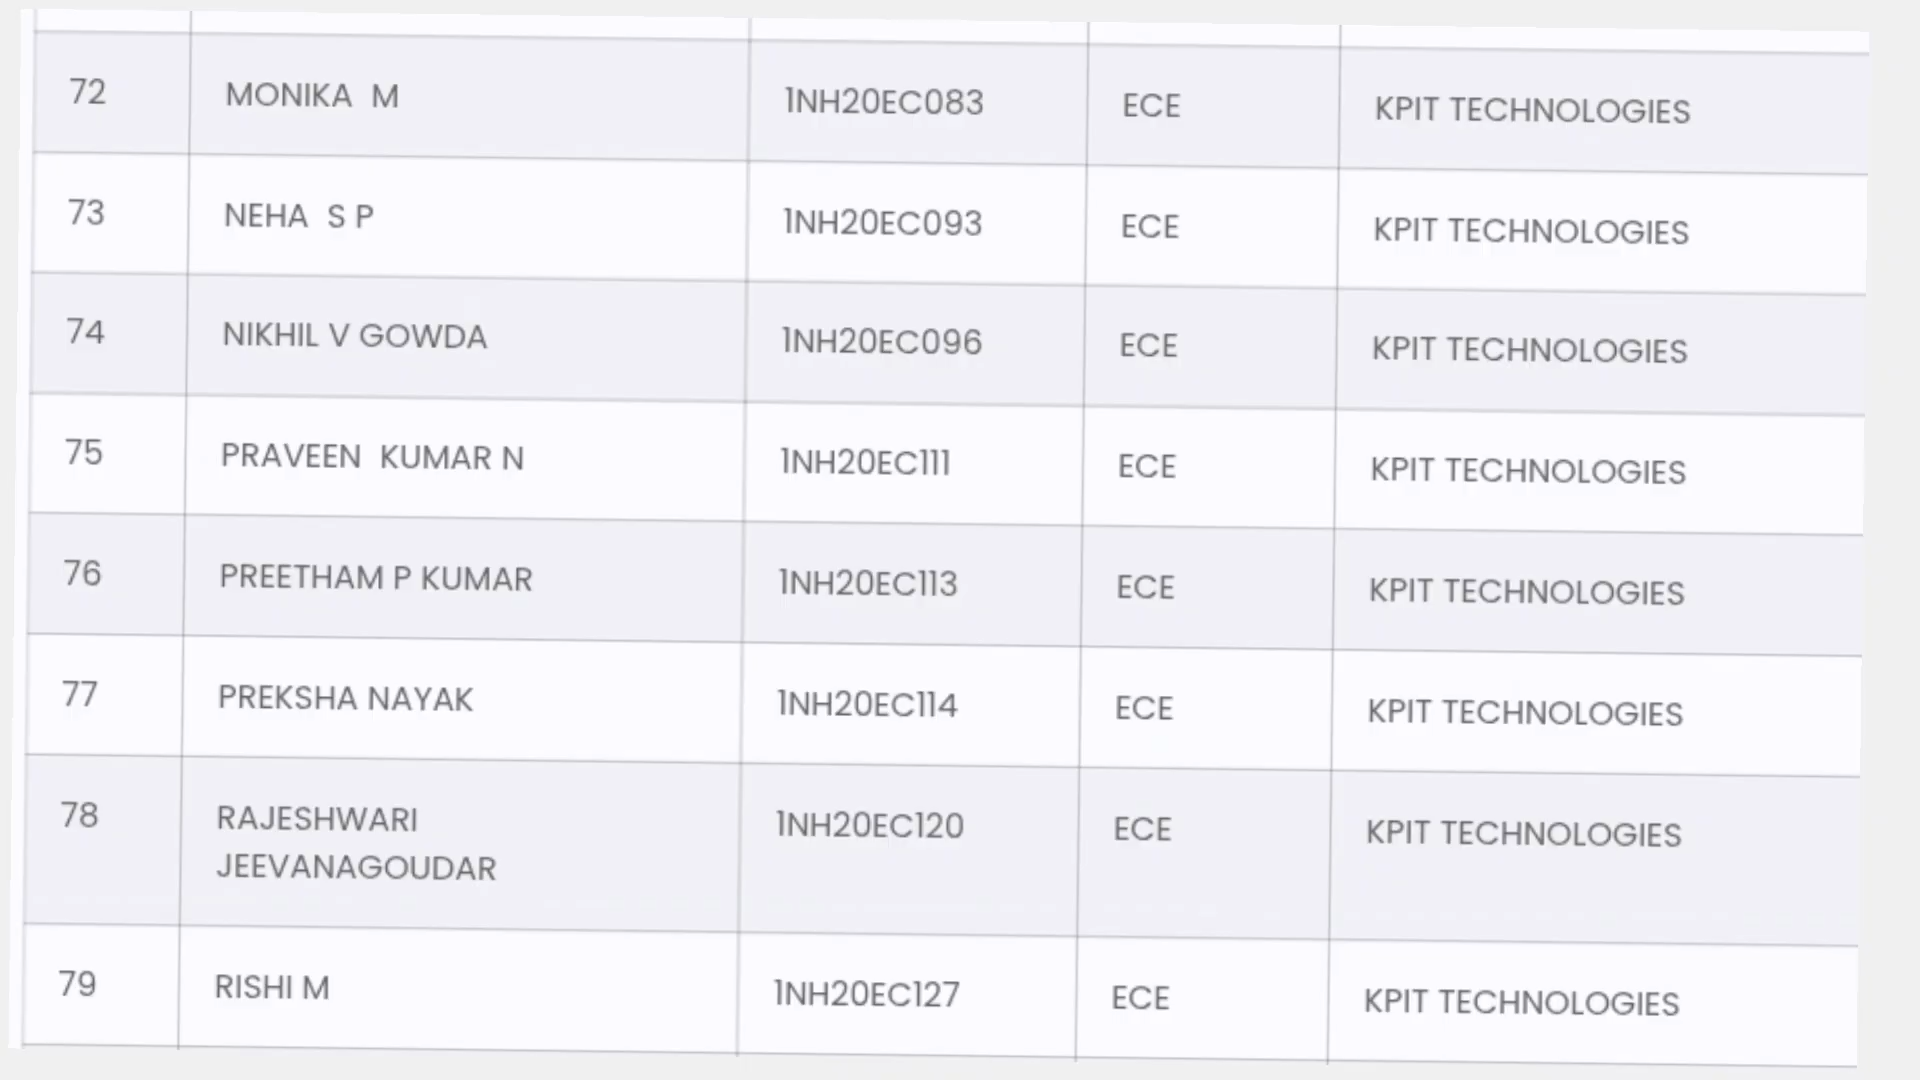 72 MONIKA  M 1NH20EC083 ECE KPIT TECHNOLOGIES
73 NEHA  S P 1NH20EC093 ECE KPIT TECHNOLOGIES
74 NIKHIL V GOWDA 1NH20EC096 ECE KPIT TECHNOLOGIES
75 PRAVEEN  KUMAR N 1NH20EC111 ECE KPIT TECHNOLOGIES
76 PREETHAM P KUMAR 1NH20EC113 ECE KPIT TECHNOLOGIES
77 PREKSHA NAYAK 1NH20EC114 ECE KPIT TECHNOLOGIES
78 RAJESHWARI 1NH20EC120 ECE KPIT TECHNOLOGIES
JEEVANAGOUDAR
79 RISHI M 1NH20EC127 ECE KPIT TECHNOLOGIES